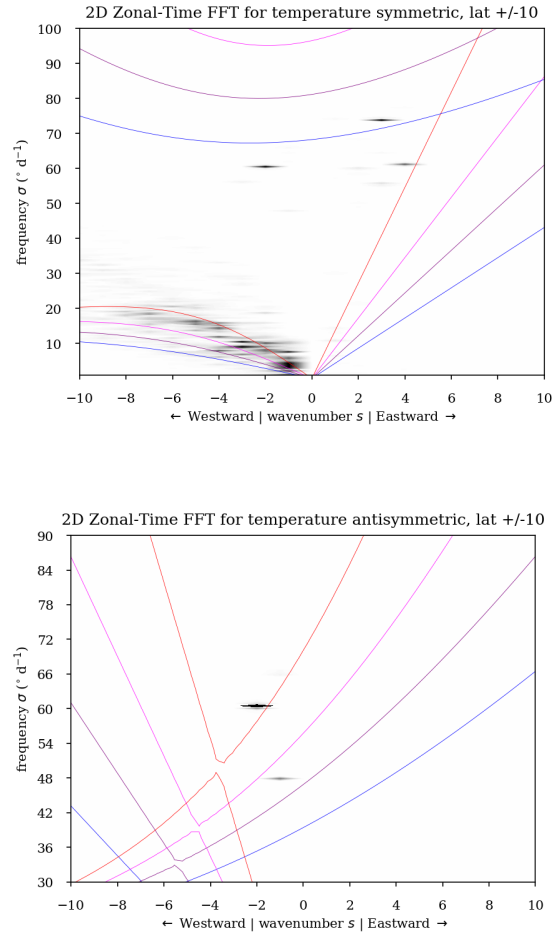 2D Zonal-Time FFT for temperature symmetric, lat +/-10
100
90
80
70
60
50
40
30
20
10
frequency σ (° d⁻¹)
−10 −8 −6 −4 −2 0 2 4 6 8 10
← Westward | wavenumber s | Eastward →
2D Zonal-Time FFT for temperature antisymmetric, lat +/-10
90
84
78
72
66
60
54
48
42
36
30
frequency σ (° d⁻¹)
−10 −8 −6 −4 −2 0 2 4 6 8 10
← Westward | wavenumber s | Eastward →